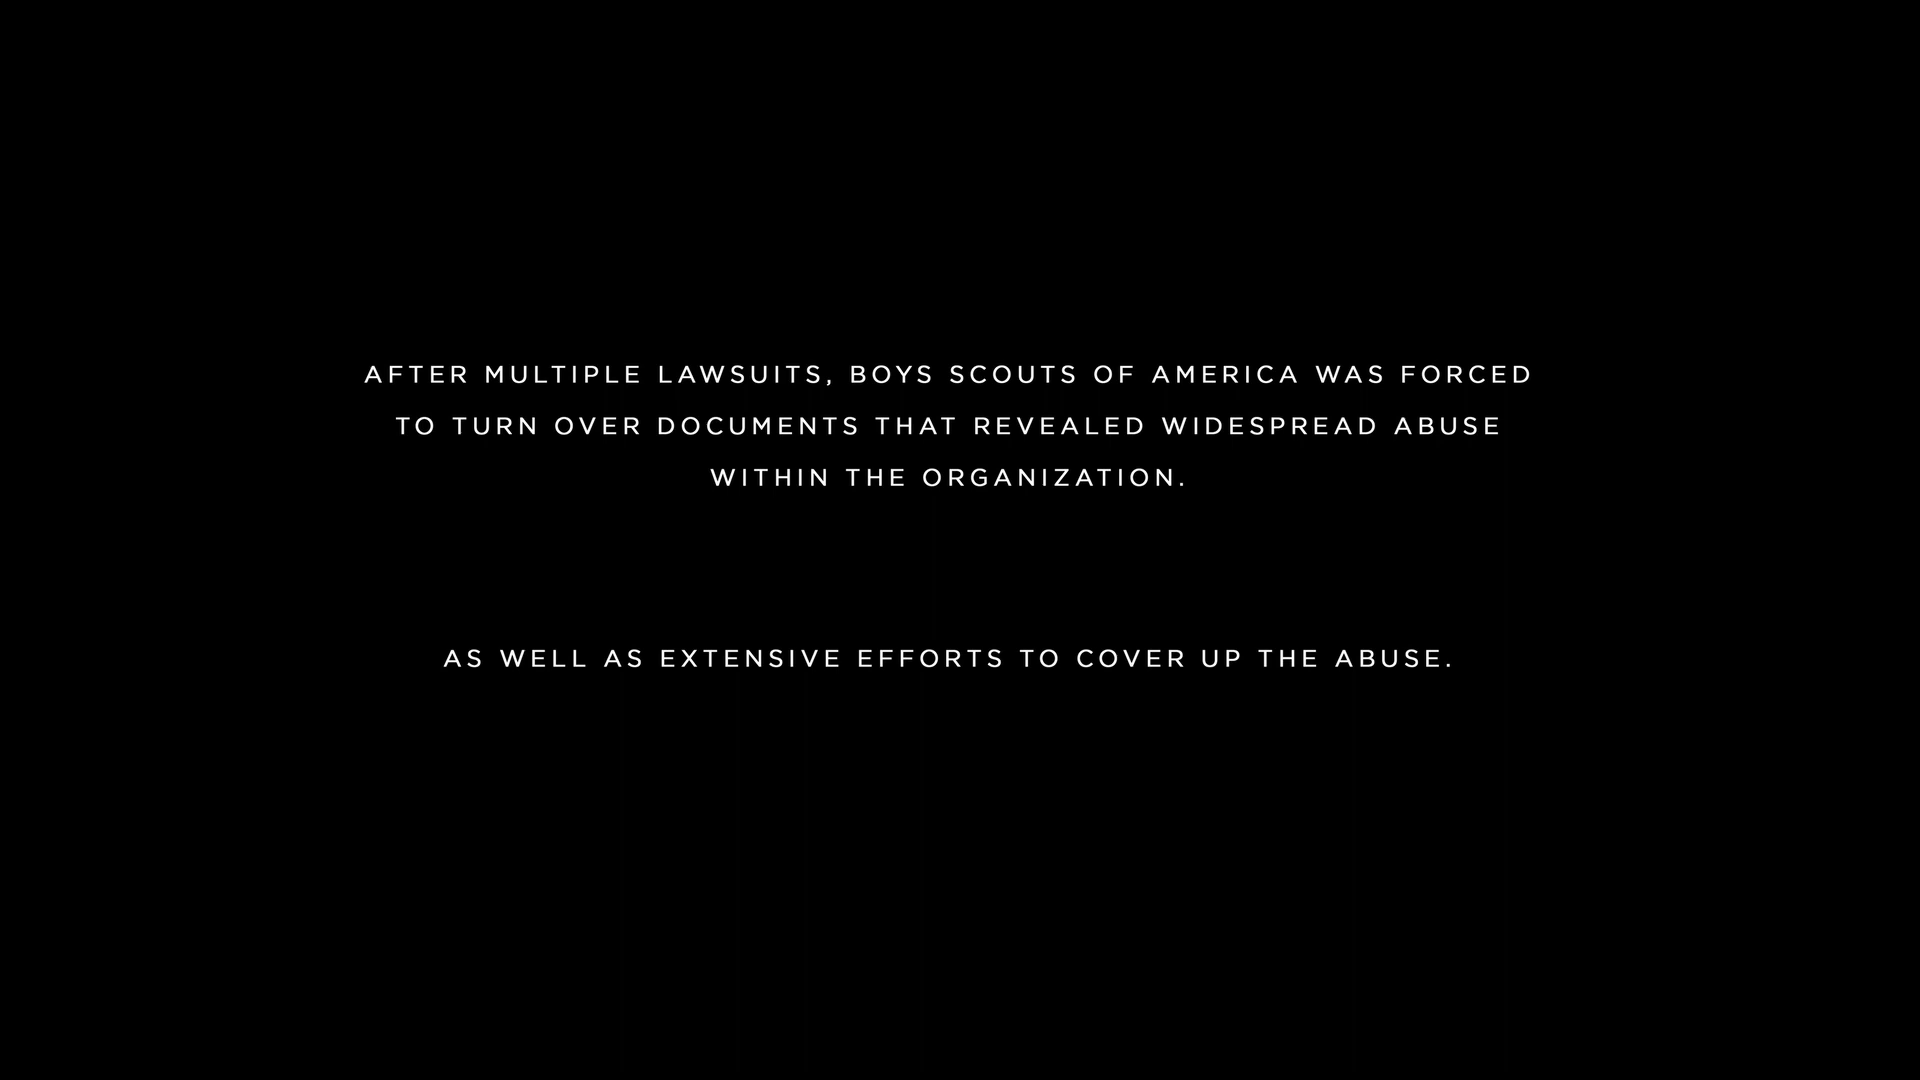 AFTER MULTIPLE LAWSUITS, BOYS SCOUTS OF AMERICA WAS FORCED
TO TURN OVER DOCUMENTS THAT REVEALED WIDESPREAD ABUSE
WITHIN THE ORGANIZATION.
AS WELL AS EXTENSIVE EFFORTS TO COVER UP THE ABUSE.